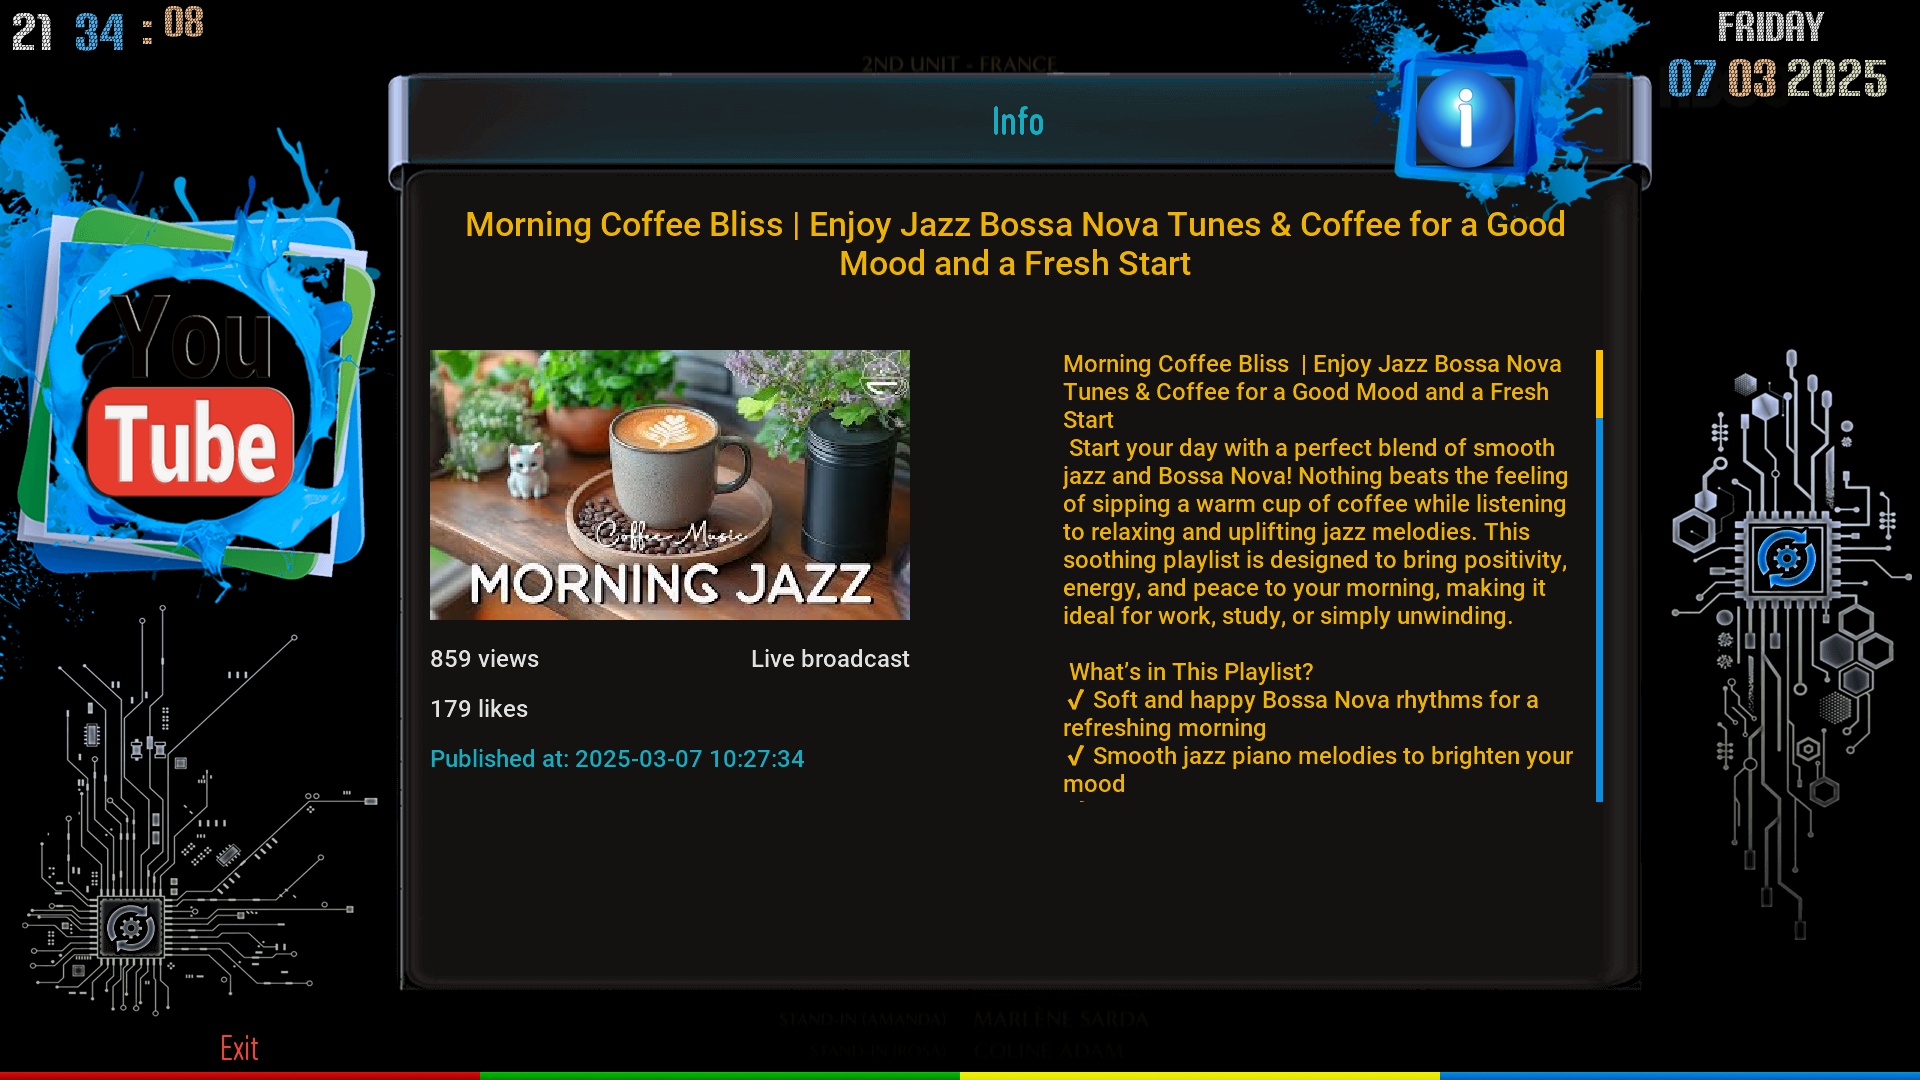 21 34 : 08
FRIDAY
07 03 2025
2ND UNIT - FRANCE
Info
i
Morning Coffee Bliss | Enjoy Jazz Bossa Nova Tunes & Coffee for a Good
Mood and a Fresh Start
You
Tube
Coffee Music
MORNING JAZZ
859 views
Live broadcast
179 likes
Published at: 2025-03-07 10:27:34
Morning Coffee Bliss | Enjoy Jazz Bossa Nova
Tunes & Coffee for a Good Mood and a Fresh
Start
Start your day with a perfect blend of smooth
jazz and Bossa Nova! Nothing beats the feeling
of sipping a warm cup of coffee while listening
to relaxing and uplifting jazz melodies. This
soothing playlist is designed to bring positivity,
energy, and peace to your morning, making it
ideal for work, study, or simply unwinding.
What’s in This Playlist?
✓ Soft and happy Bossa Nova rhythms for a
refreshing morning
✓ Smooth jazz piano melodies to brighten your
mood
STAND-IN (AMANDA) MARLÈNE SARDA
STAND-IN (ROSA) COLINE ADAM
Exit